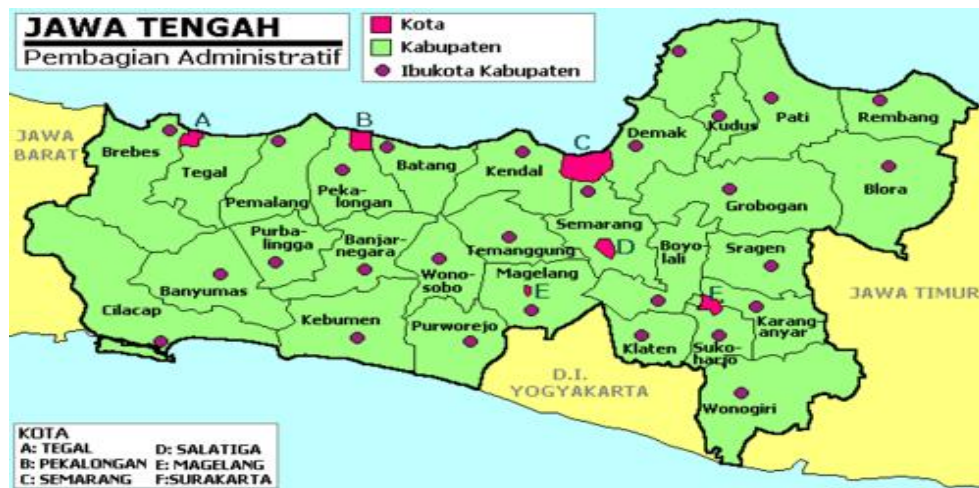 JAWA TENGAH
Pembagian Administratif
Kota
Kabupaten
Ibukota Kabupaten
JAWA
BARAT
A
B
C
Brebes
Tegal
Pemalang
Peka-
longan
Batang
Kendal
Demak
Kudus
Pati
Rembang
Blora
Grobogan
Semarang
D
Boyo-
lali
Sragen
Purba-
lingga
Banjar-
negara
Wono-
sobo
Temanggung
Magelang
E
Banyumas
Cilacap
Kebumen
Purworejo
Klaten
Suko-
harjo
Karang-
anyar
Wonogiri
JAWA TIMUR
D.I.
YOGYAKARTA
KOTA
A: TEGAL D: SALATIGA
B: PEKALONGAN E: MAGELANG
C: SEMARANG F:SURAKARTA